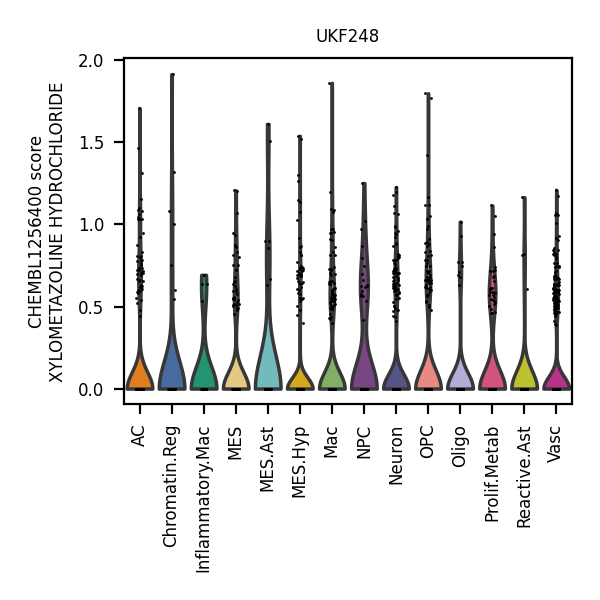 UKF248
CHEMBL1256400 score
XYLOMETAZOLINE HYDROCHLORIDE
2.0
1.5
1.0
0.5
0.0
AC
Chromatin.Reg
Inflammatory.Mac
MES
MES.Ast
MES.Hyp
Mac
NPC
Neuron
OPC
Oligo
Prolif.Metab
Reactive.Ast
Vasc